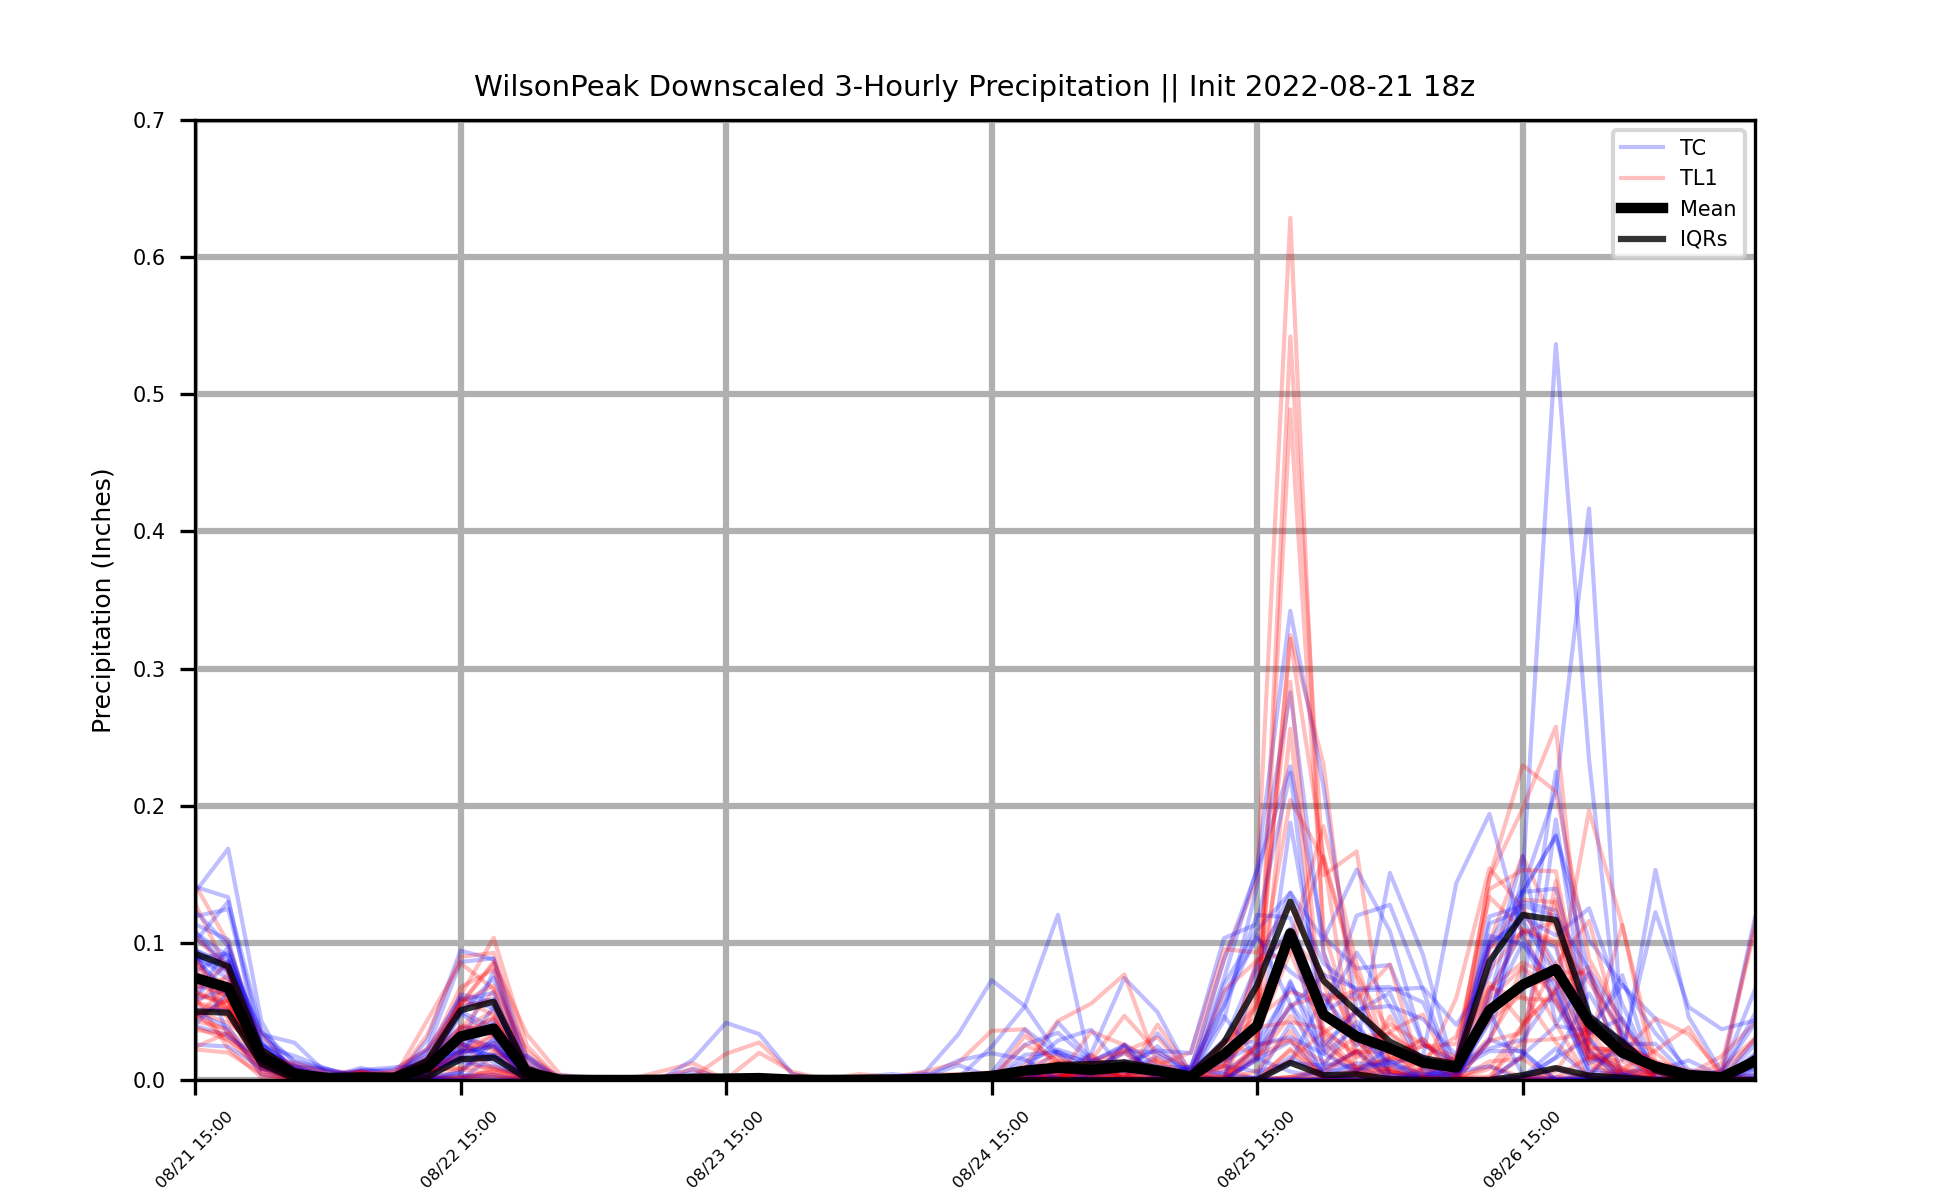 WilsonPeak Downscaled 3-Hourly Precipitation || Init 2022-08-21 18z
TC
TL1
Mean
IQRs
Precipitation (Inches)
0.7
0.6
0.5
0.4
0.3
0.2
0.1
0.0
08/21 15:00
08/22 15:00
08/23 15:00
08/24 15:00
08/25 15:00
08/26 15:00